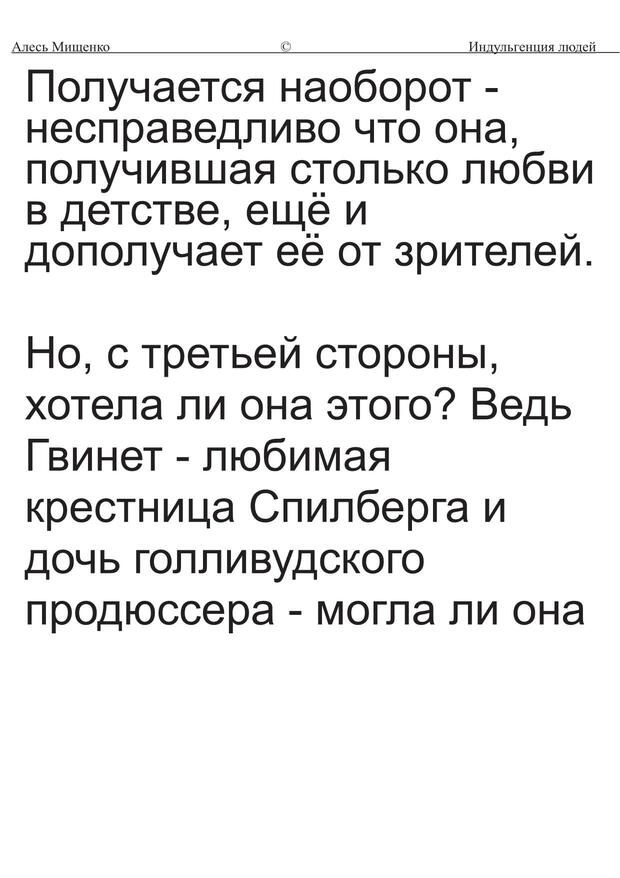 Алесь Мищенко © Индульгенция людей
Получается наоборот -
несправедливо что она,
получившая столько любви
в детстве, ещё и
дополучает её от зрителей.
Но, с третьей стороны,
хотела ли она этого? Ведь
Гвинет - любимая
крестница Спилберга и
дочь голливудского
продюссера - могла ли она